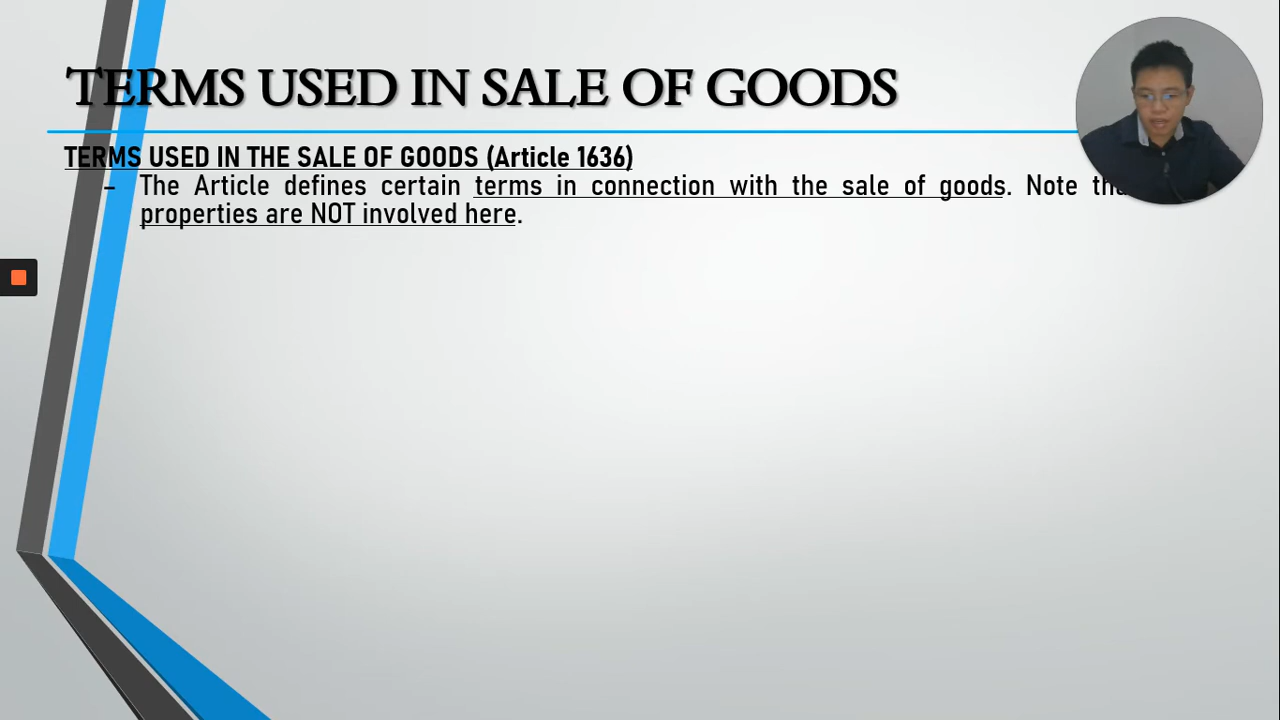 TERMS USED IN SALE OF GOODS
TERMS USED IN THE SALE OF GOODS (Article 1636)
– The Article defines certain terms in connection with the sale of goods. Note
properties are NOT involved here.